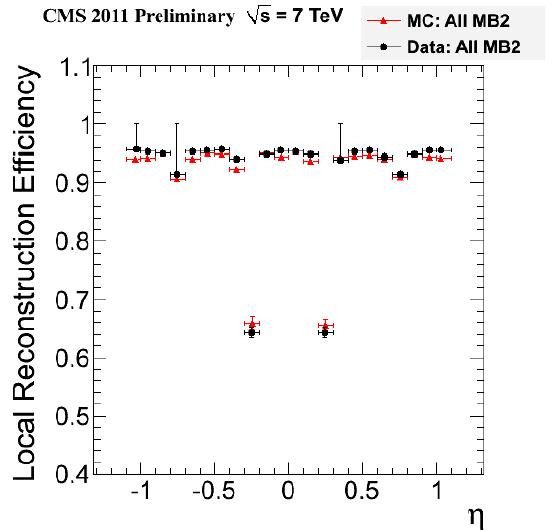 CMS 2011 Preliminary √s = 7 TeV
MC: All MB2
Data: All MB2
Local Reconstruction Efficiency
1.1
1
0.9
0.8
0.7
0.6
0.5
0.4
-1 -0.5 0 0.5 1
η